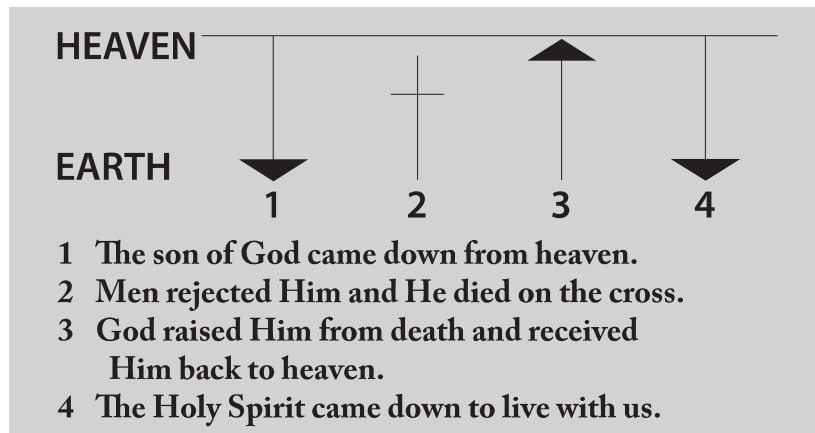 HEAVEN
EARTH
1 2 3 4
1 The son of God came down from heaven.
2 Men rejected Him and He died on the cross.
3 God raised Him from death and received
Him back to heaven.
4 The Holy Spirit came down to live with us.